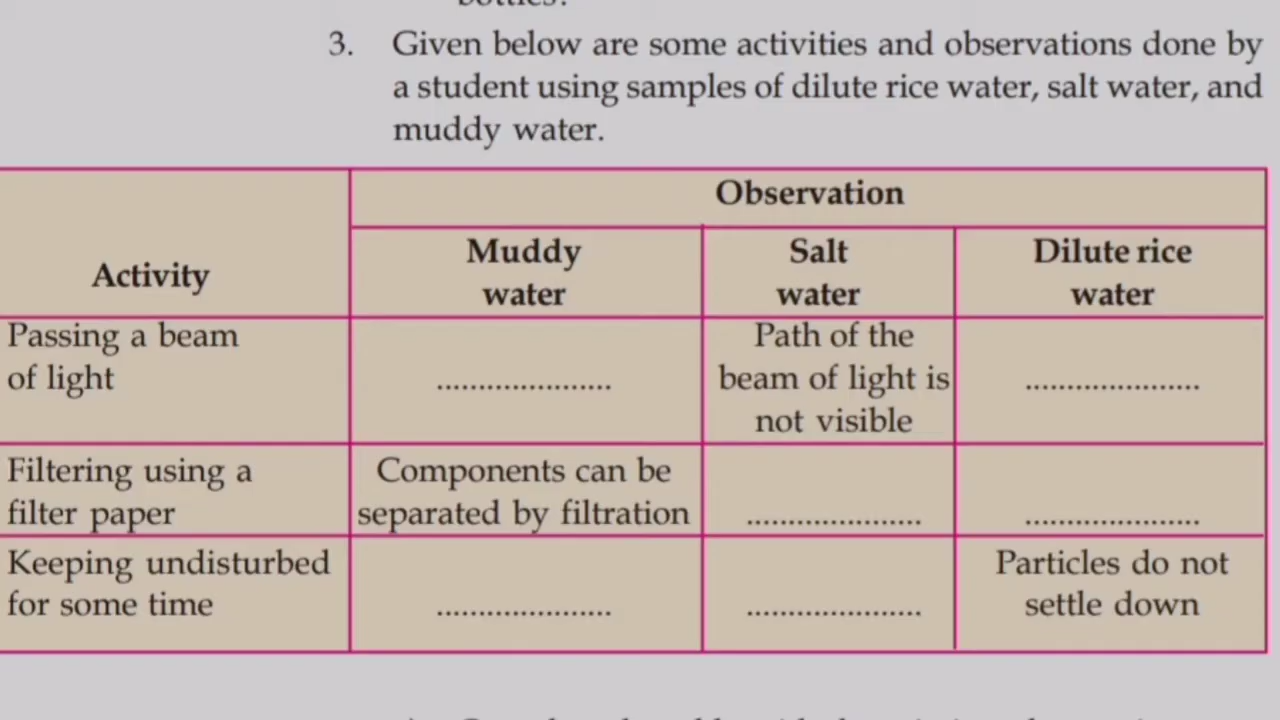 bottles?
3. Given below are some activities and observations done by
a student using samples of dilute rice water, salt water, and
muddy water.
Observation
Activity
Muddy
water
Salt
water
Dilute rice
water
Passing a beam
of light
.....................
Path of the
beam of light is
not visible
.....................
Filtering using a
filter paper
Components can be
separated by filtration
.....................
.....................
Keeping undisturbed
for some time
.....................
.....................
Particles do not
settle down